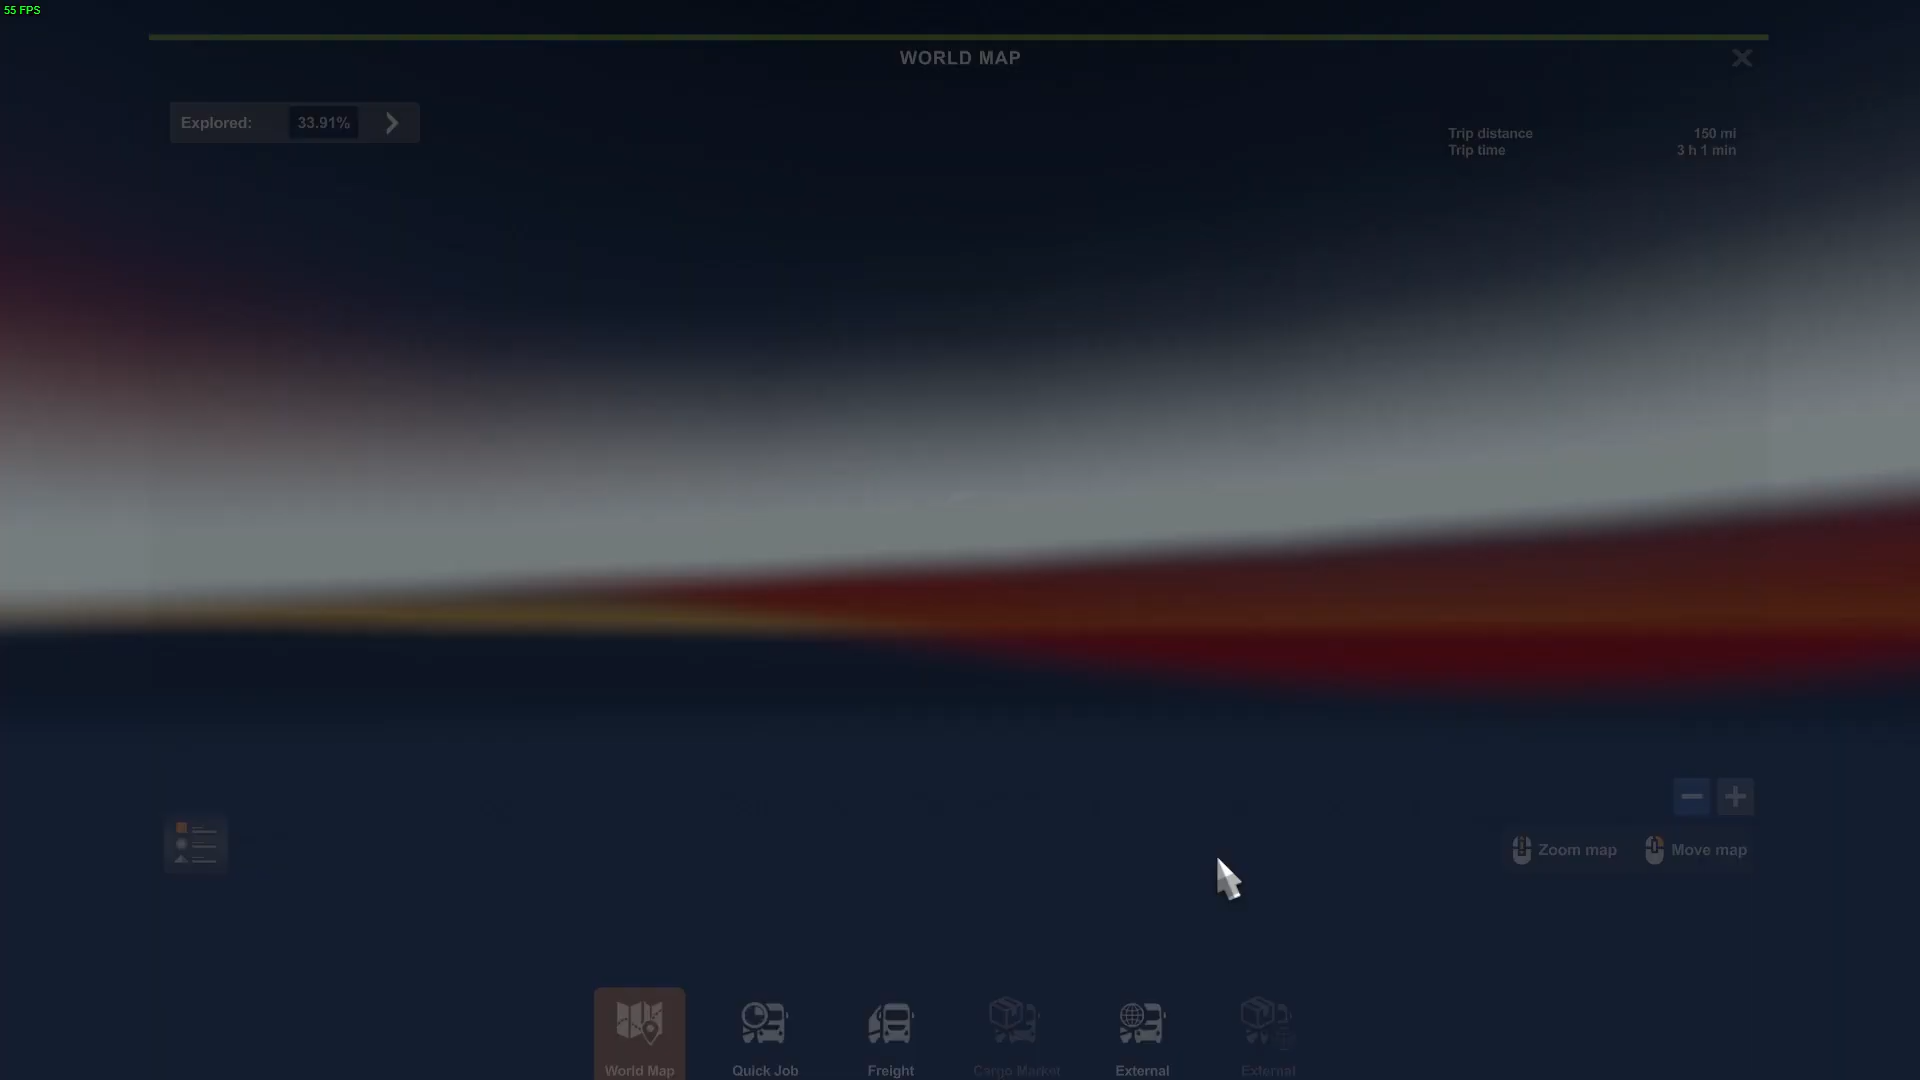 55 FPS
WORLD MAP
Explored: 33.91%
Trip distance 150 mi
Trip time 3 h 1 min
Zoom map Move map
World Map Quick Job Freight Cargo Market External External